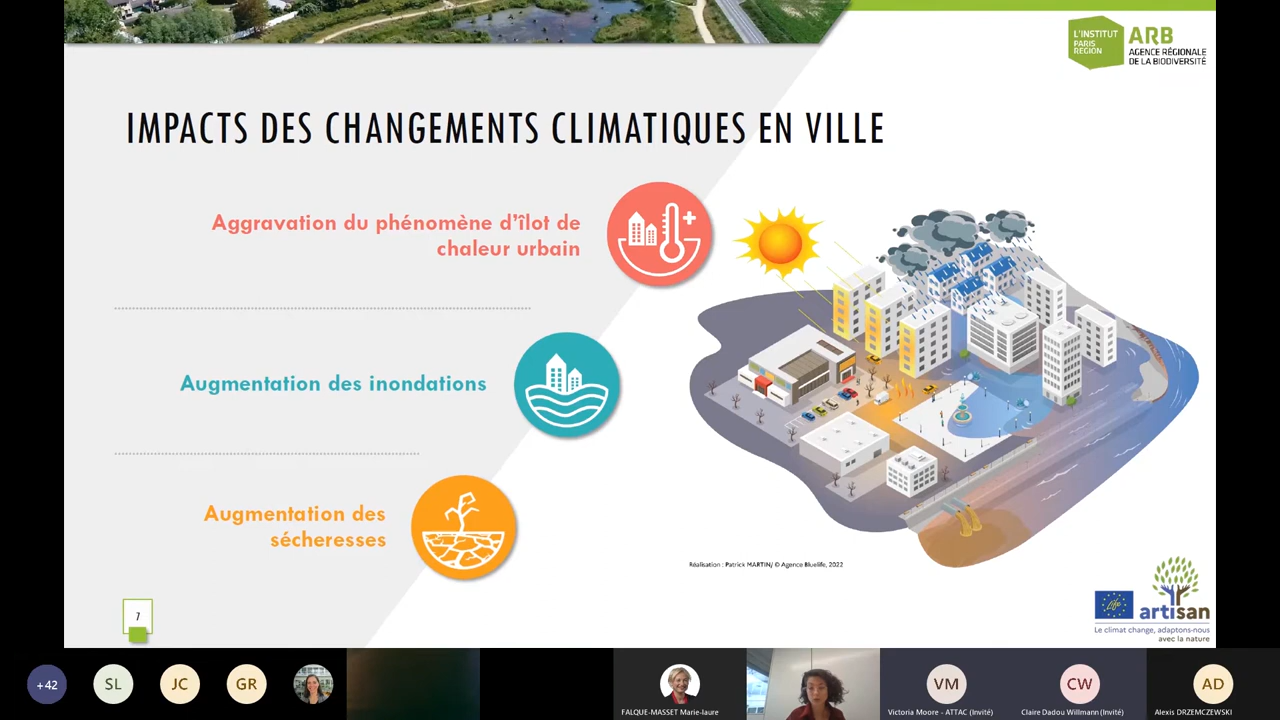 L'INSTITUT
PARIS
REGION
ARB
AGENCE RÉGIONALE
DE LA BIODIVERSITÉ
IMPACTS DES CHANGEMENTS CLIMATIQUES EN VILLE
Aggravation du phénomène d'îlot de
chaleur urbain
Augmentation des inondations
Augmentation des
sécheresses
Réalisation : Patrick MARTIN/ © Agence Bluelife, 2022
7
Life
artisan
Le climat change, adaptons-nous
avec la nature
+42
SL
JC
GR
FALQUE-MASSET Marie-laure
VM
Victoria Moore - ATTAC (Invité)
CW
Claire Dadou Willmann (Invité)
AD
Alexis DRZEMCZEWSKI